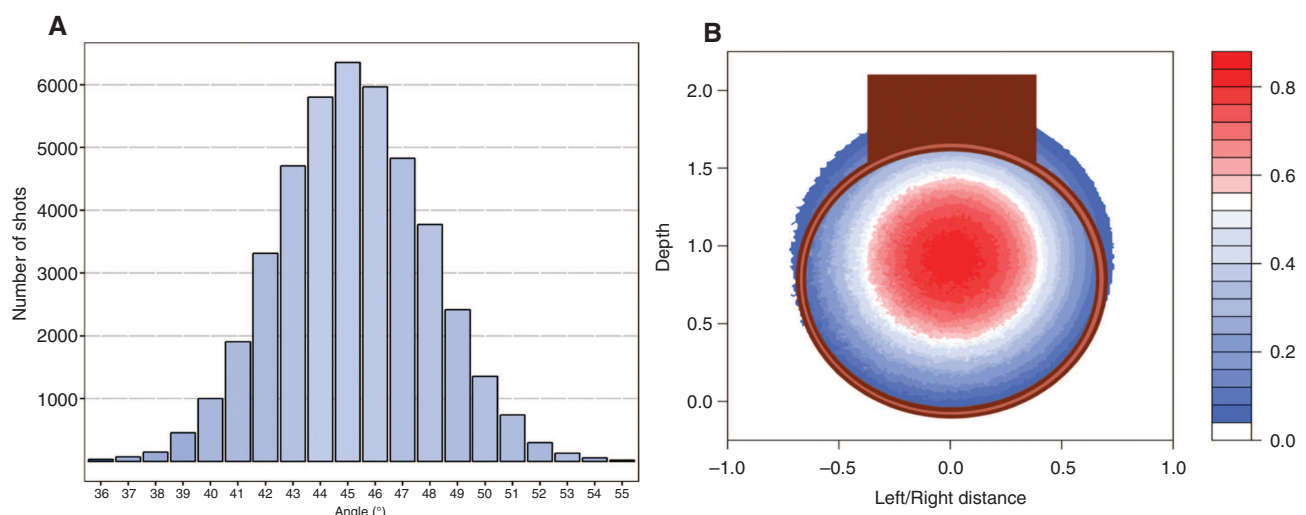 A
Number of shots
6000
5000
4000
3000
2000
1000
36 37 38 39 40 41 42 43 44 45 46 47 48 49 50 51 52 53 54 55
Angle (°)
B
Depth
2.0
1.5
1.0
0.5
0.0
−1.0 −0.5 0.0 0.5 1.0
Left/Right distance
0.8
0.6
0.4
0.2
0.0